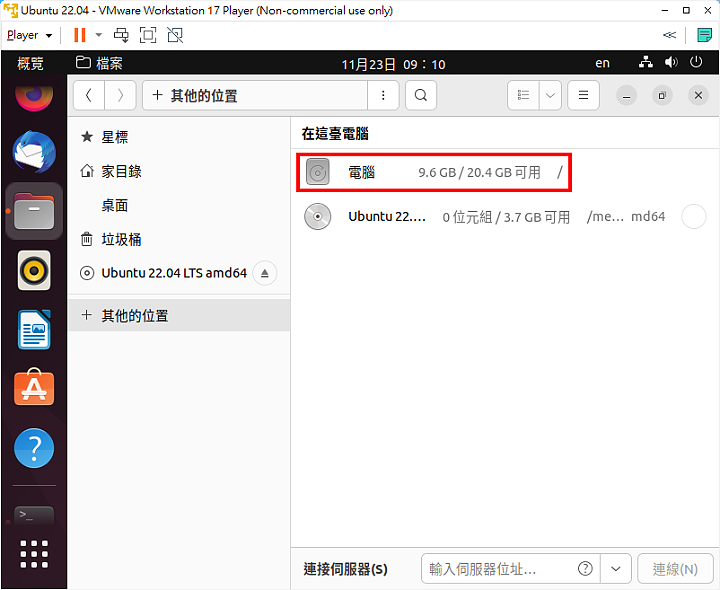 Ubuntu 22.04 - VMware Workstation 17 Player (Non-commercial use only)
Player
概覽 檔案 11月23日 09：10 en
其他的位置
星標
家目錄
桌面
垃圾桶
Ubuntu 22.04 LTS amd64
其他的位置
在這臺電腦
電腦 9.6 GB / 20.4 GB 可用 /
Ubuntu 22.… 0 位元組 / 3.7 GB 可用 /me… md64
連接伺服器(S) 輸入伺服器位址… 連線(N)